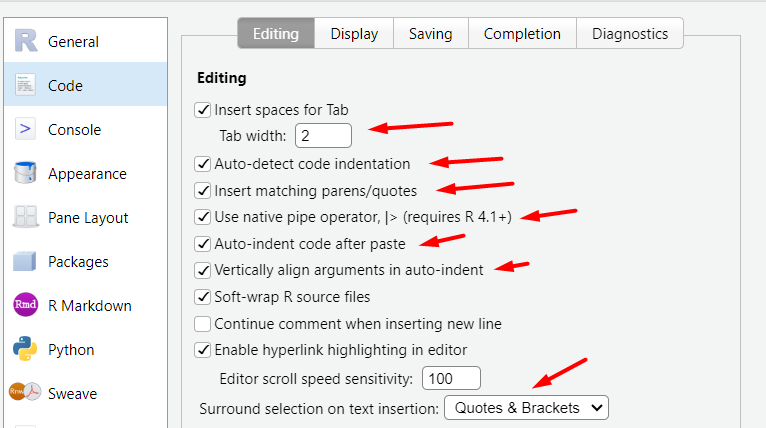 General
Code
Console
Appearance
Pane Layout
Packages
R Markdown
Python
Sweave
Editing Display Saving Completion Diagnostics
Editing
Insert spaces for Tab
Tab width: 2
Auto-detect code indentation
Insert matching parens/quotes
Use native pipe operator, |> (requires R 4.1+)
Auto-indent code after paste
Vertically align arguments in auto-indent
Soft-wrap R source files
Continue comment when inserting new line
Enable hyperlink highlighting in editor
Editor scroll speed sensitivity: 100
Surround selection on text insertion: Quotes & Brackets